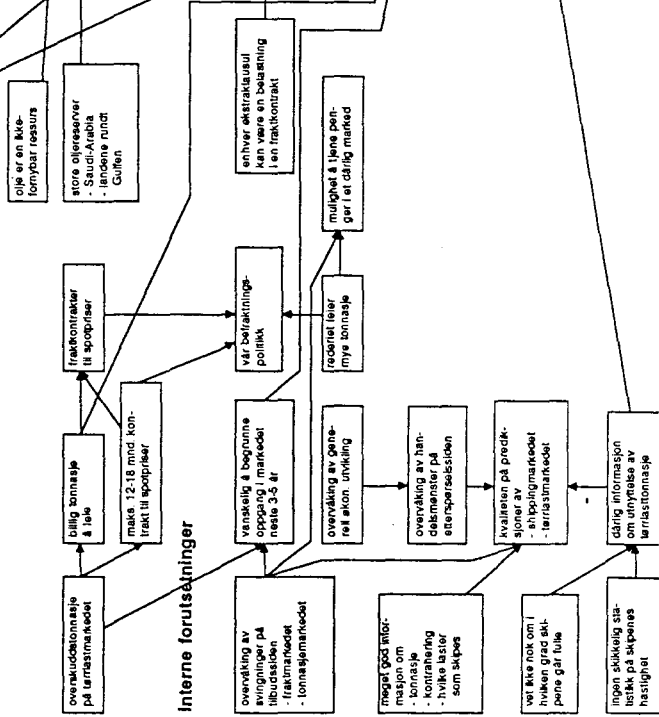 olje er en ikke-
fornybar ressurs
store oljereserver
- Saudi-Arabia
- landene rundt
Gulfen
enhver ekstraklausul
kan være en belastning
i en fraktkontrakt
mulighet å tjene pen-
ger i et dårlig marked
fraktkontrakter
til spotpriser
vår befraktnings-
politikk
rederiet leier
mye tonnasje
billig tonnasje
å leie
maks. 12-18 mnd. kon-
trakt til spotpriser
vanskelig å begrunne
oppgang i markedet
neste 3-5 år
overvåking av gene-
rell økon. utvikling
overvåking av han-
delsmønster på
etterspørselssiden
kvaliteten på predik-
sjoner av
- shippingmarkedet
- tørrlastmarkedet
dårlig informasjon
om utnyttelse av
tørrlasttonnasje
overskuddstonnasje
på tørrlastmarkedet
Interne forutsetninger
overvåking av
svingninger på
tilbudssiden
- fraktmarkedet
- tonnasjemarkedet
meget god infor-
masjon om
- tonnasje
- kontrahering
- hvilke laster
som skipes
vet ikke nok om i
hvilken grad ski-
pene går fulle
ingen skikkelig sta-
tistikk på skipenes
hastighet